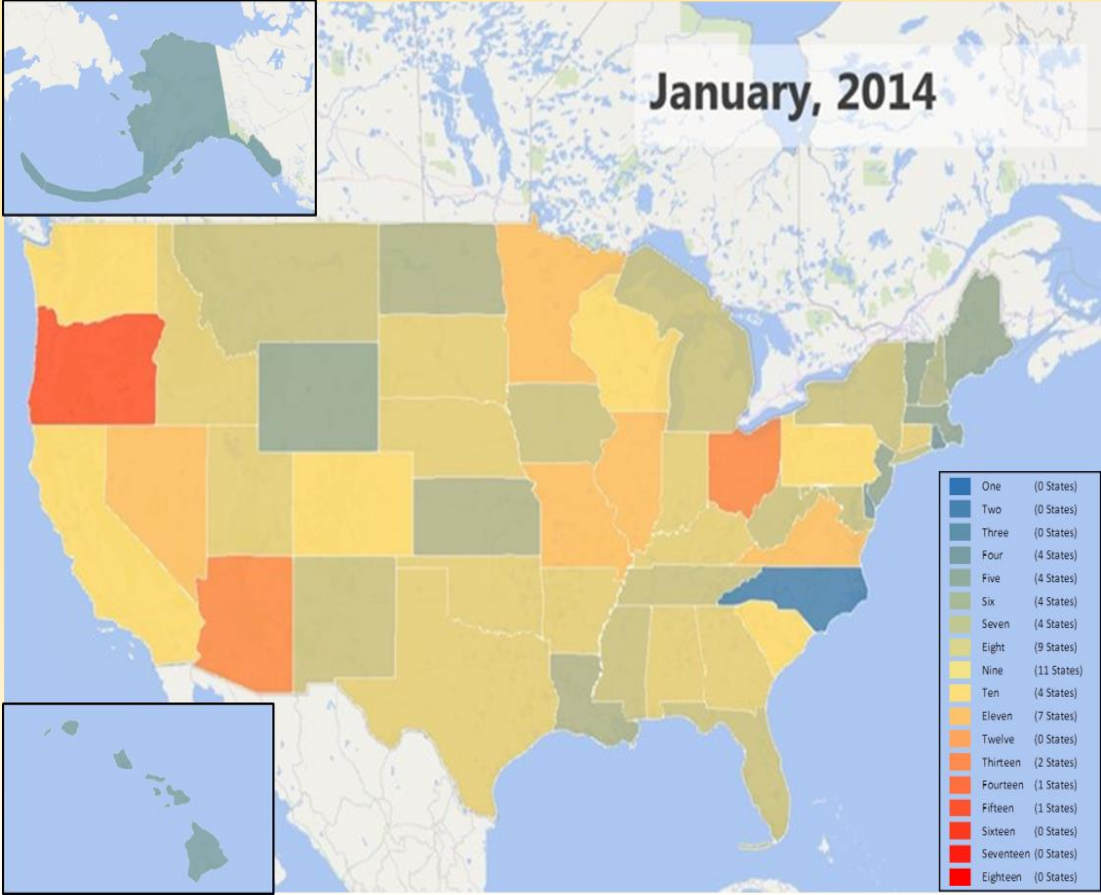 January, 2014
One (0 States)
Two (0 States)
Three (0 States)
Four (4 States)
Five (4 States)
Six (4 States)
Seven (4 States)
Eight (9 States)
Nine (11 States)
Ten (4 States)
Eleven (7 States)
Twelve (0 States)
Thirteen (2 States)
Fourteen (1 States)
Fifteen (1 States)
Sixteen (0 States)
Seventeen (0 States)
Eighteen (0 States)